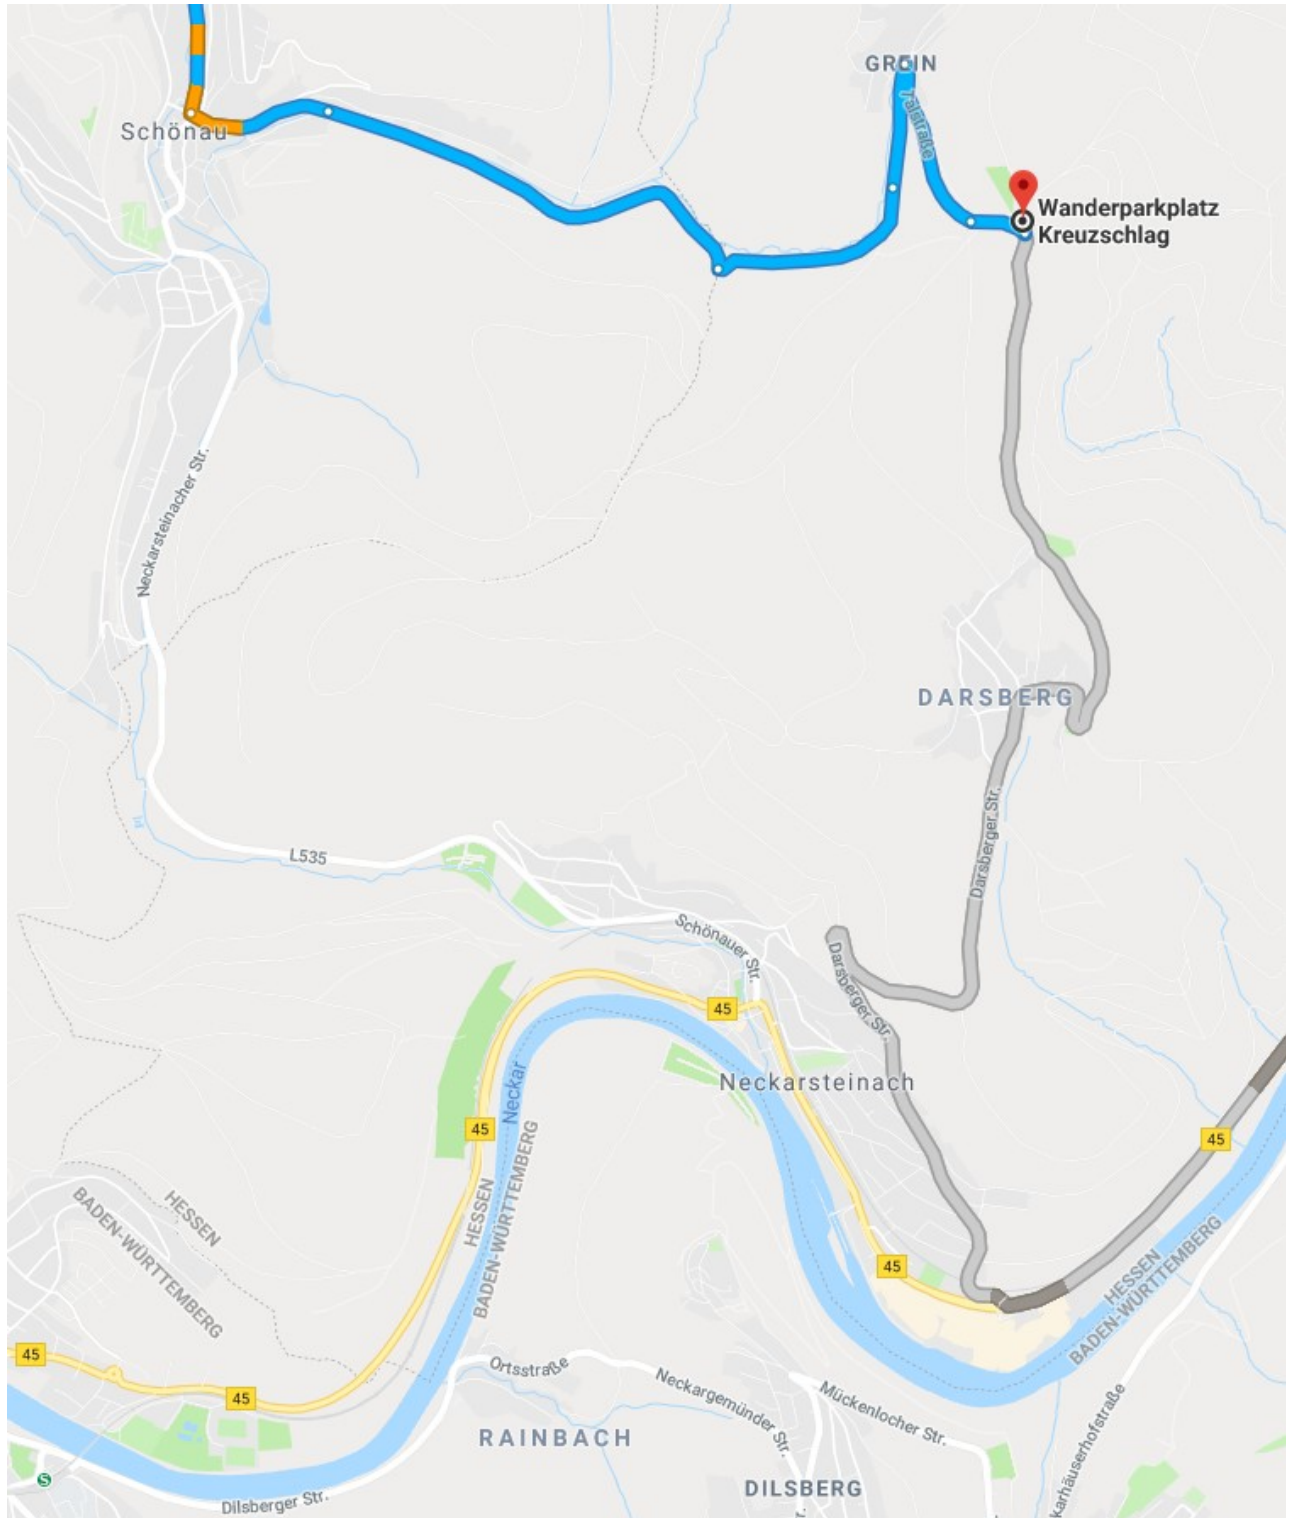 GREIN
Talstraße
Schönau
Wanderparkplatz
Kreuzschlag
Neckarsteinacher Str.
DARSBERG
Darsberger Str.
L535
Schönauer Str.
Darsberger Str.
45
Neckar
Neckarsteinach
45
45
HESSEN
BADEN-WÜRTTEMBERG
HESSEN
BADEN-WÜRTTEMBERG
45
HESSEN
BADEN-WÜRTTEMBERG
45
45
Ortsstraße
Neckargemünder Str.
Mückenlocher Str.
karhäuserhofstraße
RAINBACH
S
DILSBERG
Dilsberger Str.
r.